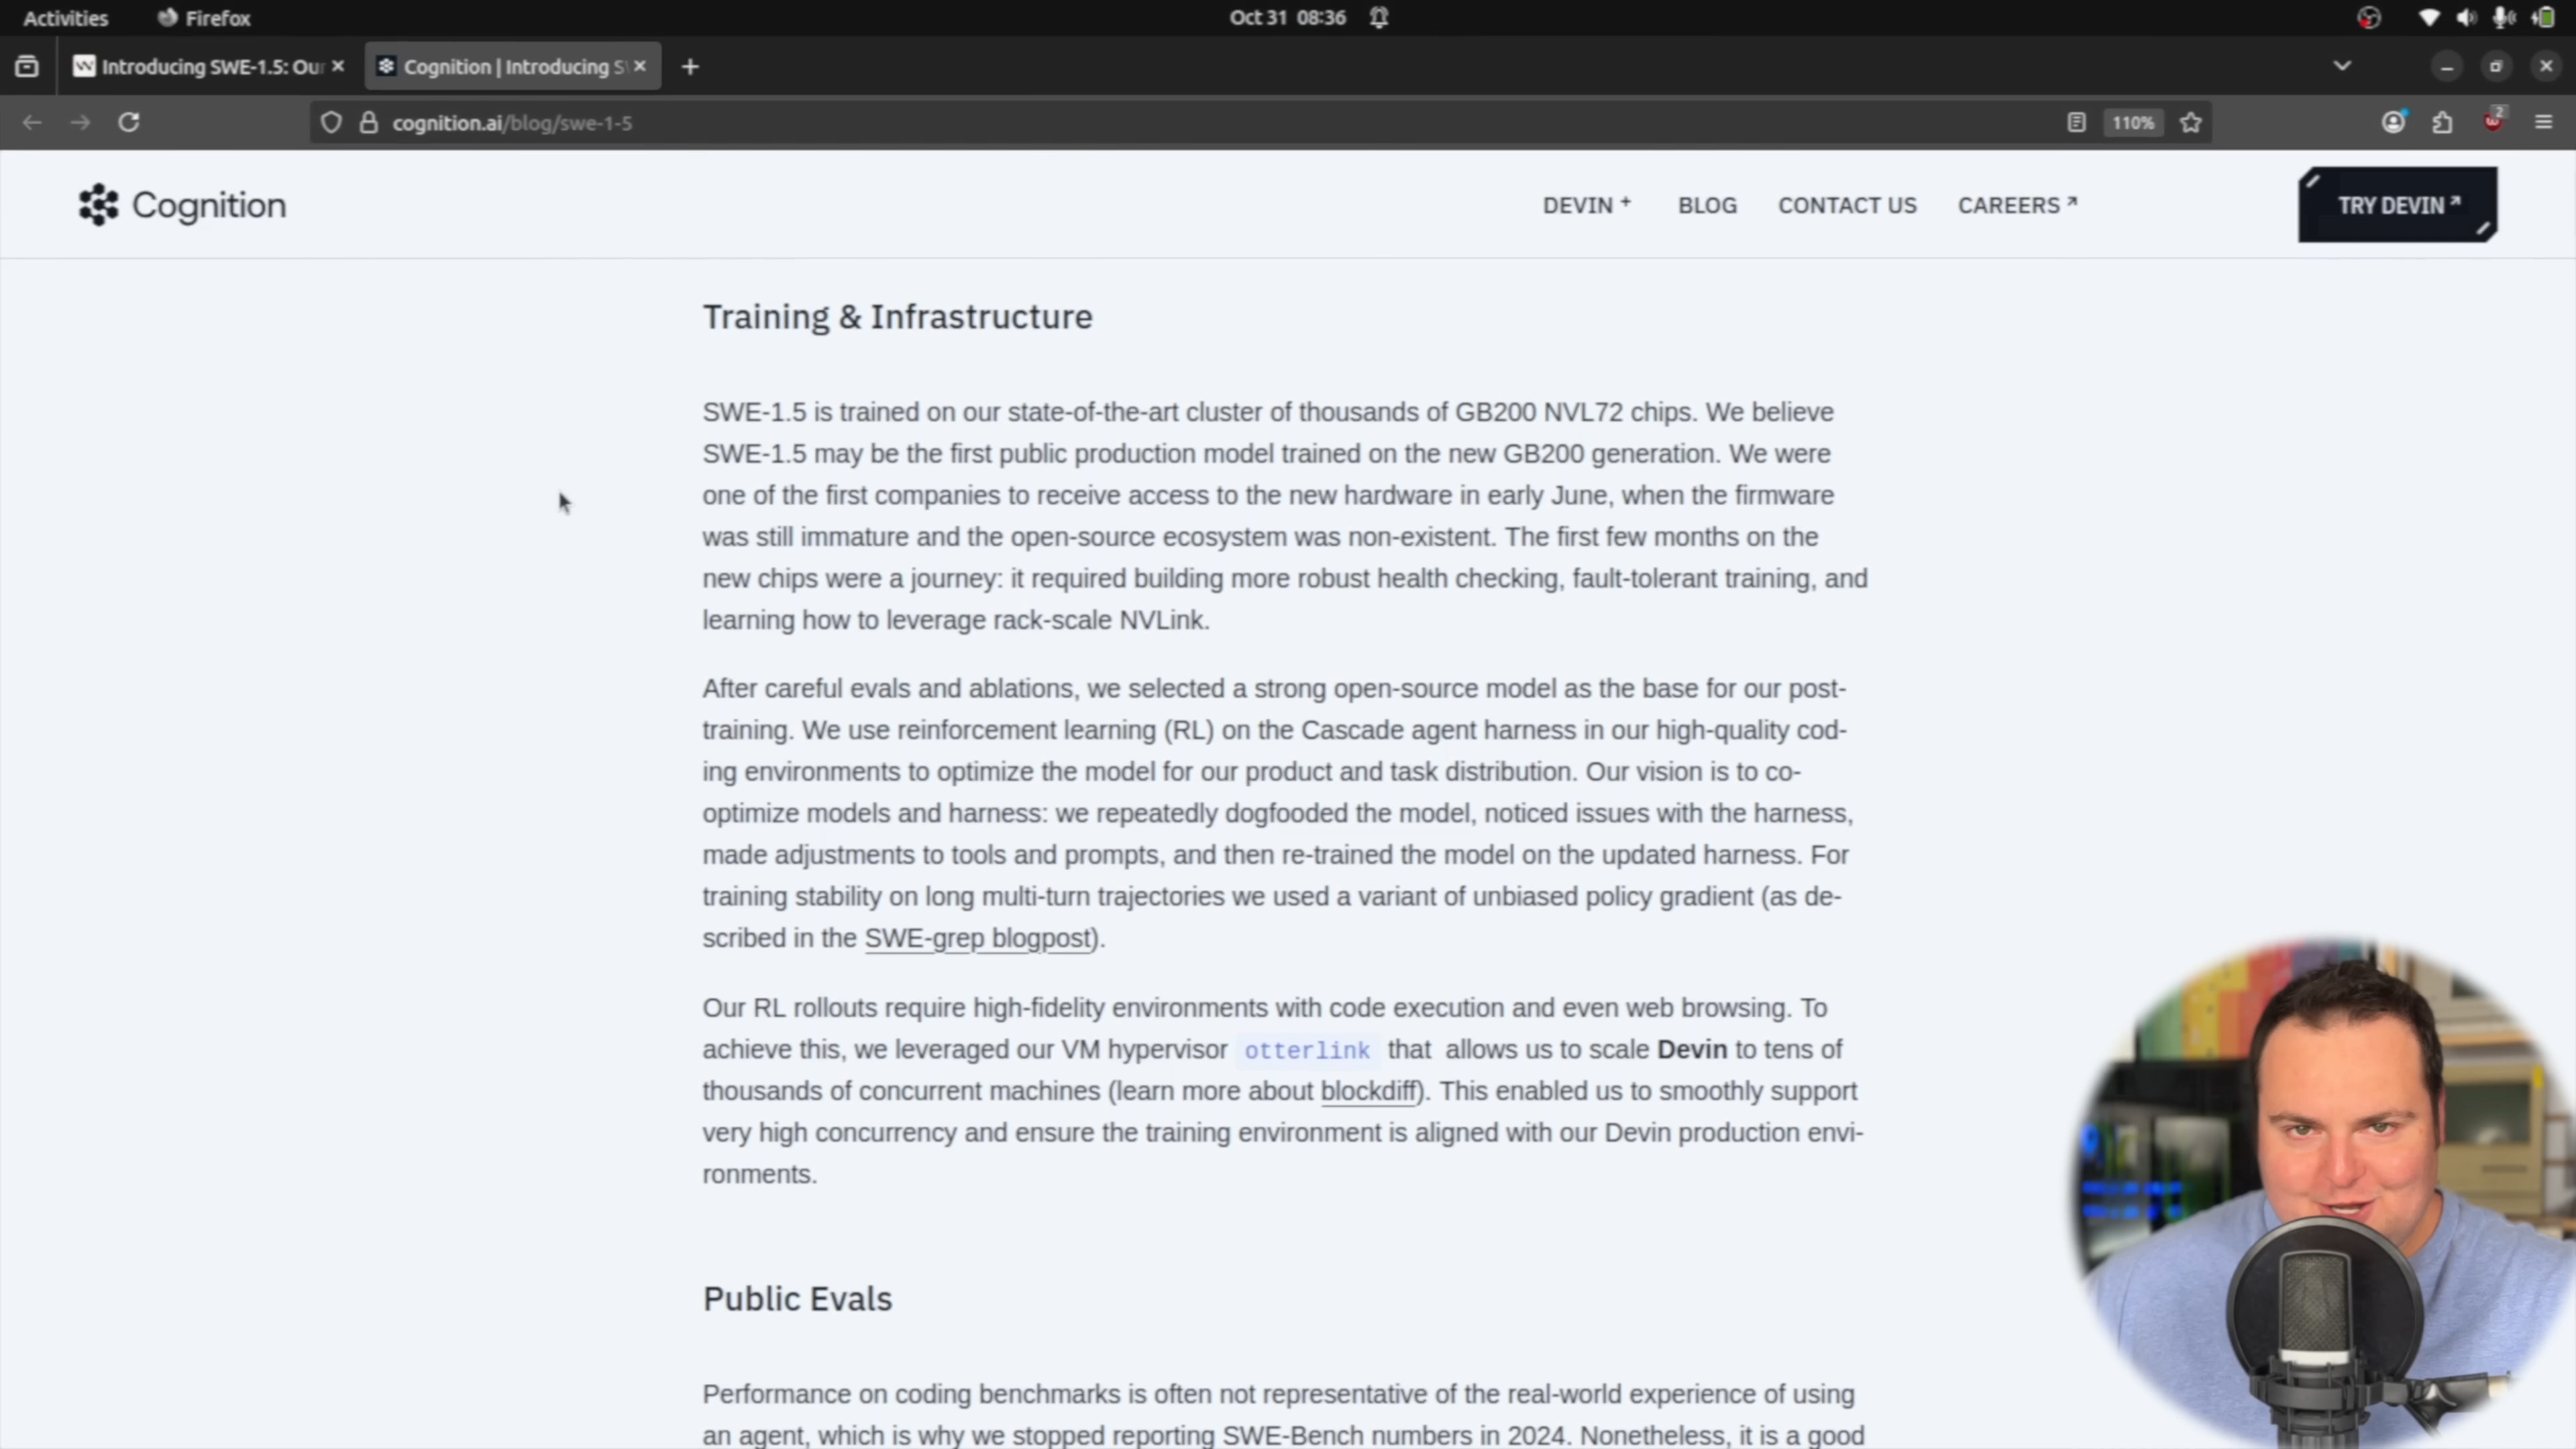 Activities Firefox Oct 31 08:36
Introducing SWE-1.5: Our Cognition | Introducing S
cognition.ai/blog/swe-1-5 110% 2
Cognition DEVIN + BLOG CONTACT US CAREERS TRY DEVIN
Training & Infrastructure
SWE-1.5 is trained on our state-of-the-art cluster of thousands of GB200 NVL72 chips. We believe
SWE-1.5 may be the first public production model trained on the new GB200 generation. We were
one of the first companies to receive access to the new hardware in early June, when the firmware
was still immature and the open-source ecosystem was non-existent. The first few months on the
new chips were a journey: it required building more robust health checking, fault-tolerant training, and
learning how to leverage rack-scale NVLink.
After careful evals and ablations, we selected a strong open-source model as the base for our post-
training. We use reinforcement learning (RL) on the Cascade agent harness in our high-quality cod-
ing environments to optimize the model for our product and task distribution. Our vision is to co-
optimize models and harness: we repeatedly dogfooded the model, noticed issues with the harness,
made adjustments to tools and prompts, and then re-trained the model on the updated harness. For
training stability on long multi-turn trajectories we used a variant of unbiased policy gradient (as de-
scribed in the SWE-grep blogpost).
Our RL rollouts require high-fidelity environments with code execution and even web browsing. To
achieve this, we leveraged our VM hypervisor otterlink that allows us to scale Devin to tens of
thousands of concurrent machines (learn more about blockdiff). This enabled us to smoothly support
very high concurrency and ensure the training environment is aligned with our Devin production envi-
ronments.
Public Evals
Performance on coding benchmarks is often not representative of the real-world experience of using
an agent, which is why we stopped reporting SWE-Bench numbers in 2024. Nonetheless, it is a good